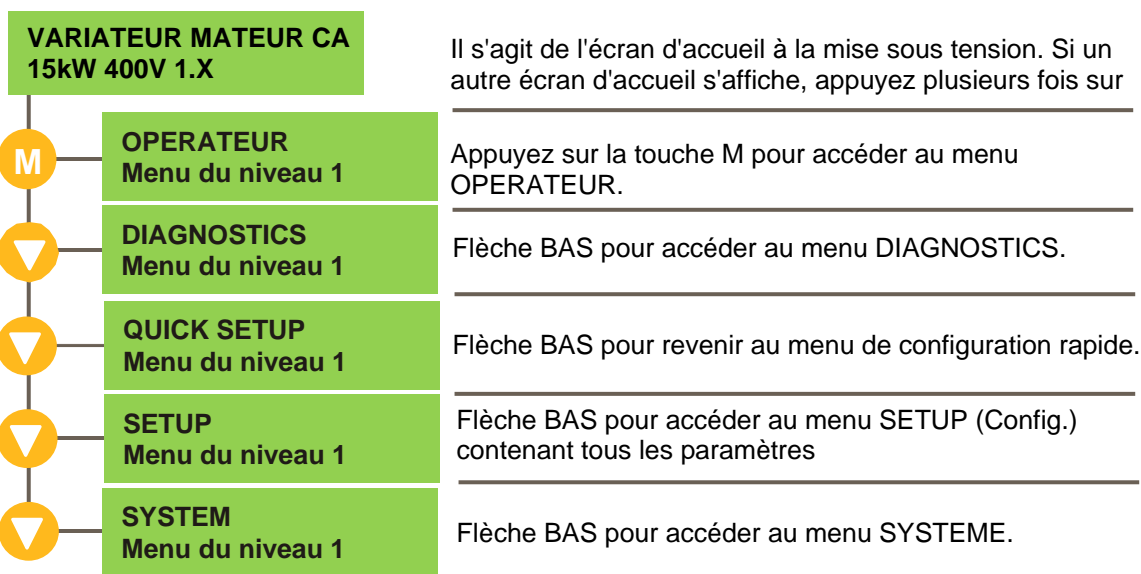 VARIATEUR MATEUR CA
15kW 400V 1.X
Il s'agit de l'écran d'accueil à la mise sous tension. Si un
autre écran d'accueil s'affiche, appuyez plusieurs fois sur
M
OPERATEUR
Menu du niveau 1
Appuyez sur la touche M pour accéder au menu
OPERATEUR.
DIAGNOSTICS
Menu du niveau 1
Flèche BAS pour accéder au menu DIAGNOSTICS.
QUICK SETUP
Menu du niveau 1
Flèche BAS pour revenir au menu de configuration rapide.
SETUP
Menu du niveau 1
Flèche BAS pour accéder au menu SETUP (Config.)
contenant tous les paramètres
SYSTEM
Menu du niveau 1
Flèche BAS pour accéder au menu SYSTEME.